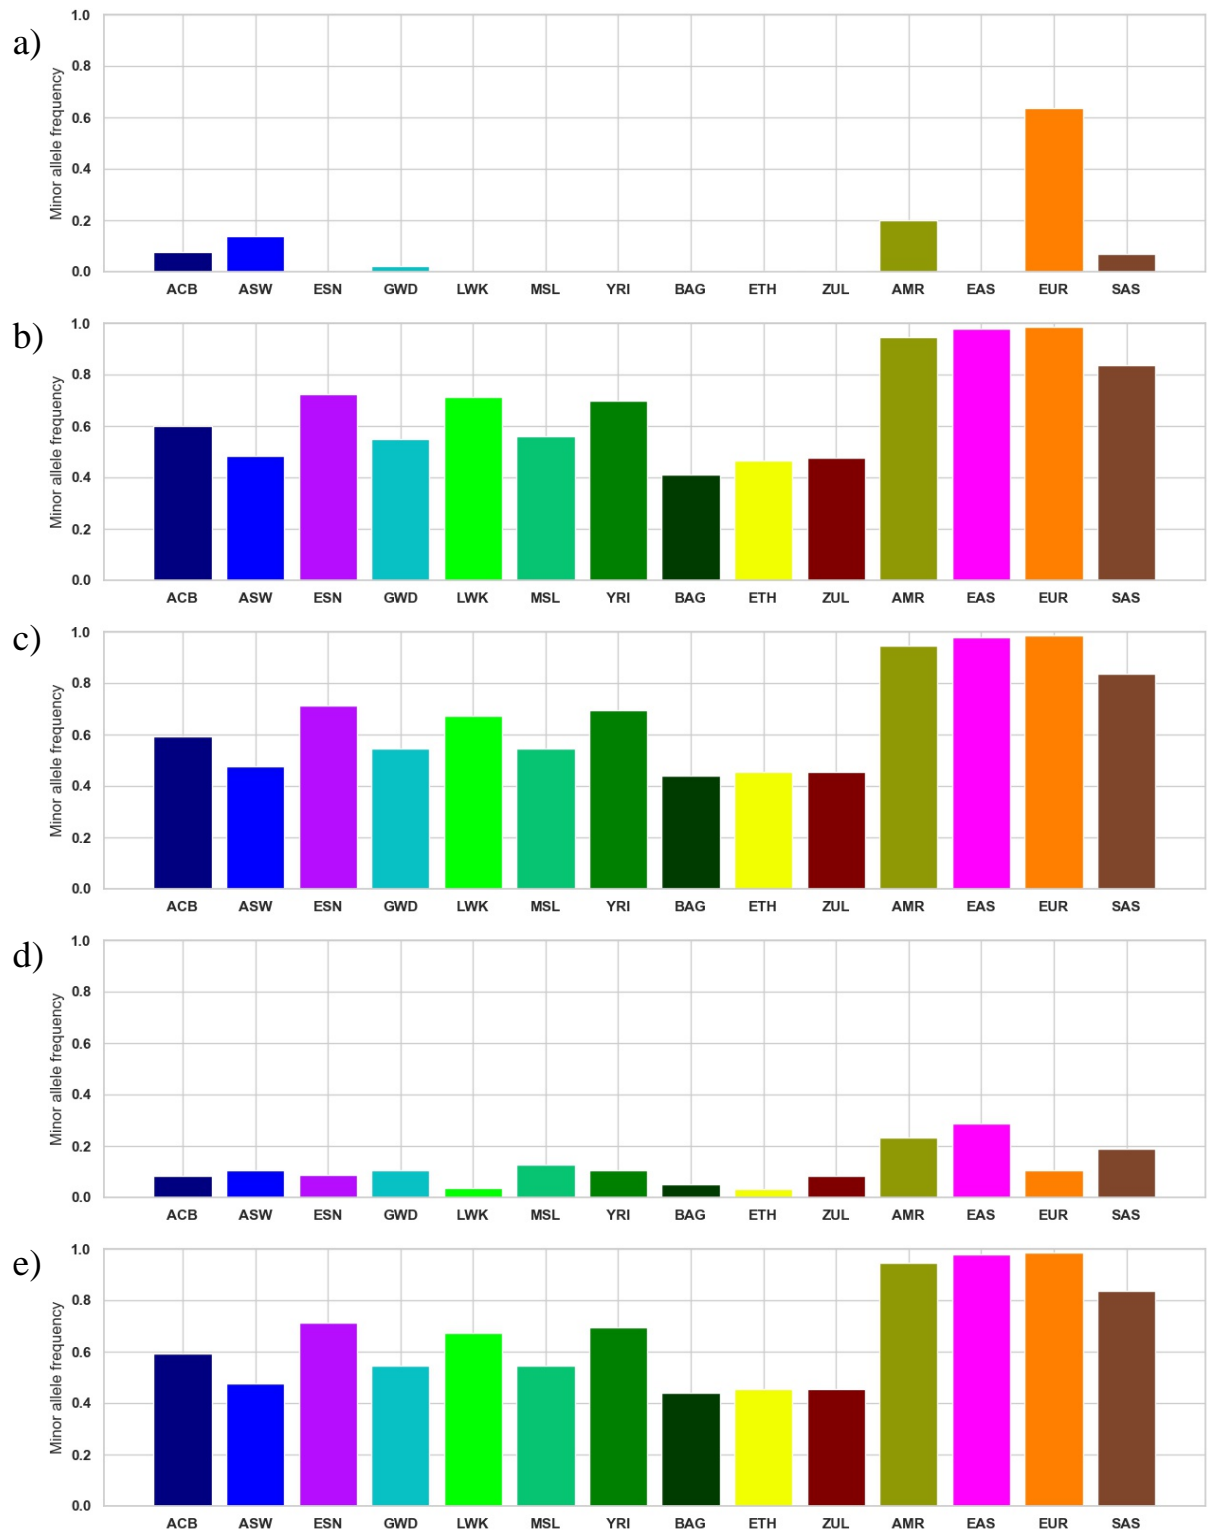 a)
Minor allele frequency
1.0
0.8
0.6
0.4
0.2
0.0
ACB ASW ESN GWD LWK MSL YRI BAG ETH ZUL AMR EAS EUR SAS
b)
Minor allele frequency
1.0
0.8
0.6
0.4
0.2
0.0
ACB ASW ESN GWD LWK MSL YRI BAG ETH ZUL AMR EAS EUR SAS
c)
Minor allele frequency
1.0
0.8
0.6
0.4
0.2
0.0
ACB ASW ESN GWD LWK MSL YRI BAG ETH ZUL AMR EAS EUR SAS
d)
Minor allele frequency
1.0
0.8
0.6
0.4
0.2
0.0
ACB ASW ESN GWD LWK MSL YRI BAG ETH ZUL AMR EAS EUR SAS
e)
Minor allele frequency
1.0
0.8
0.6
0.4
0.2
0.0
ACB ASW ESN GWD LWK MSL YRI BAG ETH ZUL AMR EAS EUR SAS